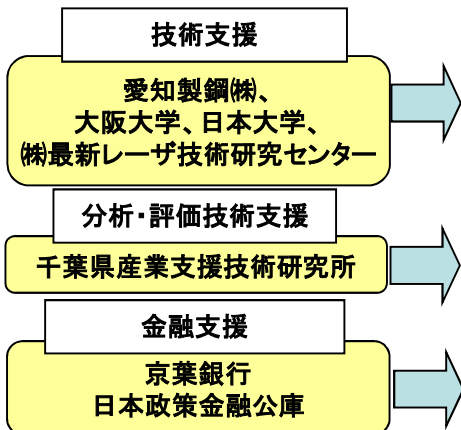 技術支援
愛知製鋼㈱、
大阪大学、日本大学、
㈱最新レーザ技術研究センター
分析・評価技術支援
千葉県産業支援技術研究所
金融支援
京葉銀行
日本政策金融公庫